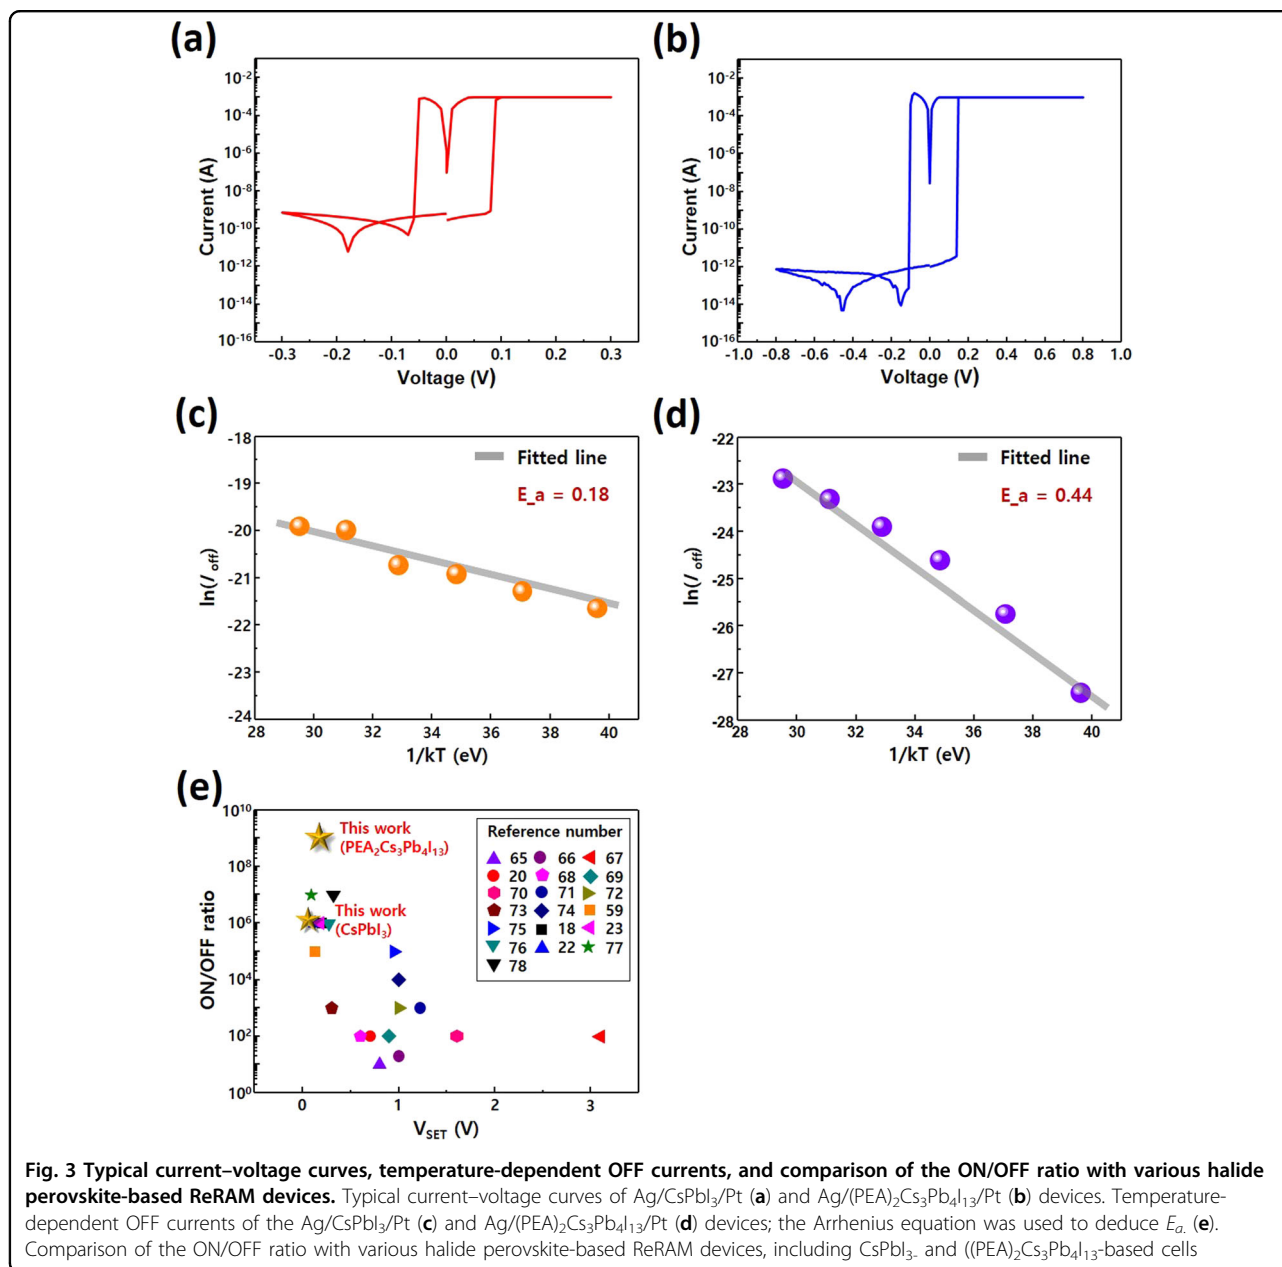 (a)
10⁻²
10⁻⁴
10⁻⁶
10⁻⁸
10⁻¹⁰
10⁻¹²
10⁻¹⁴
10⁻¹⁶
Current (A)
-0.3 -0.2 -0.1 0.0 0.1 0.2 0.3
Voltage (V)
(b)
10⁻²
10⁻⁴
10⁻⁶
10⁻⁸
10⁻¹⁰
10⁻¹²
10⁻¹⁴
10⁻¹⁶
Current (A)
-1.0 -0.8 -0.6 -0.4 -0.2 0.0 0.2 0.4 0.6 0.8 1.0
Voltage (V)
(c)
-18
-19
-20
-21
-22
-23
-24
ln(I off)
Fitted line
E_a = 0.18
28 30 32 34 36 38 40
1/kT (eV)
(d)
-22
-23
-24
-25
-26
-27
-28
ln(I off)
Fitted line
E_a = 0.44
28 30 32 34 36 38 40
1/kT (eV)
(e)
10¹⁰
10⁸
10⁶
10⁴
10²
10⁰
ON/OFF ratio
This work
(PEA₂Cs₃Pb₄I₁₃)
This work
(CsPbI₃)
Reference number
65 66 67
20 68 69
70 71 72
73 74 59
75 18 23
76 22 77
78
0 1 2 3
V_SET (V)
Fig. 3 Typical current–voltage curves, temperature-dependent OFF currents, and comparison of the ON/OFF ratio with various halide
perovskite-based ReRAM devices. Typical current–voltage curves of Ag/CsPbI₃/Pt (a) and Ag/(PEA)₂Cs₃Pb₄I₁₃/Pt (b) devices. Temperature-
dependent OFF currents of the Ag/CsPbI₃/Pt (c) and Ag/(PEA)₂Cs₃Pb₄I₁₃/Pt (d) devices; the Arrhenius equation was used to deduce Eₐ. (e).
Comparison of the ON/OFF ratio with various halide perovskite-based ReRAM devices, including CsPbI₃- and ((PEA)₂Cs₃Pb₄I₁₃-based cells